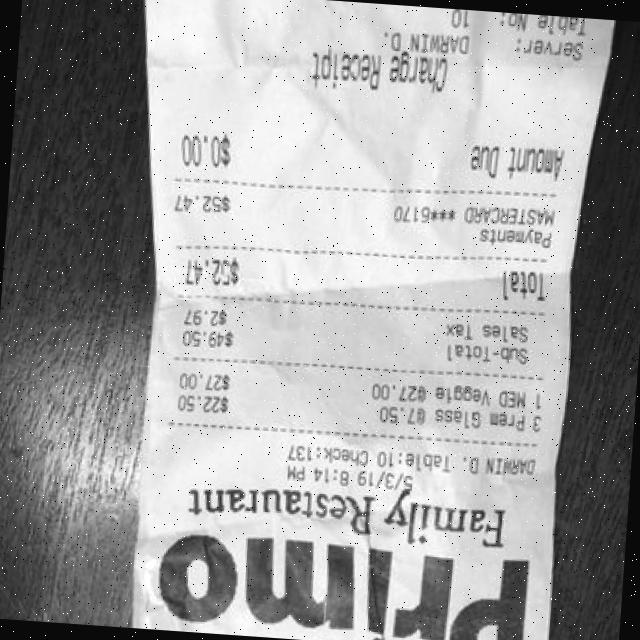 Primo
Family Restaurant
5/3/19 8:14 PM
DARWIN D. Table:10 Check:137
3 Prem Glass @7.50 $22.50
1 MED Veggie @27.00 $27.00
Sub-Total $49.50
Sales Tax $2.97
Total $52.47
Payments
MASTERCARD ***6170 $52.47
Amount Due $0.00
Charge Receipt
Server: DARWIN D.
Table No: 10